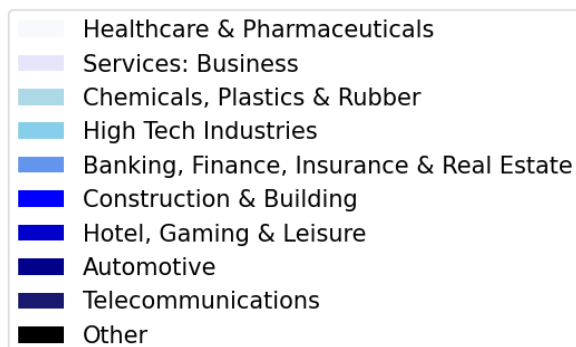 Healthcare & Pharmaceuticals
Services: Business
Chemicals, Plastics & Rubber
High Tech Industries
Banking, Finance, Insurance & Real Estate
Construction & Building
Hotel, Gaming & Leisure
Automotive
Telecommunications
Other